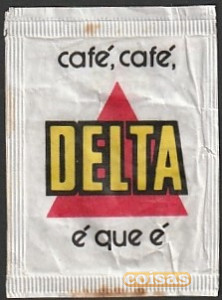 café, café,
DELTA
é que é
coisas